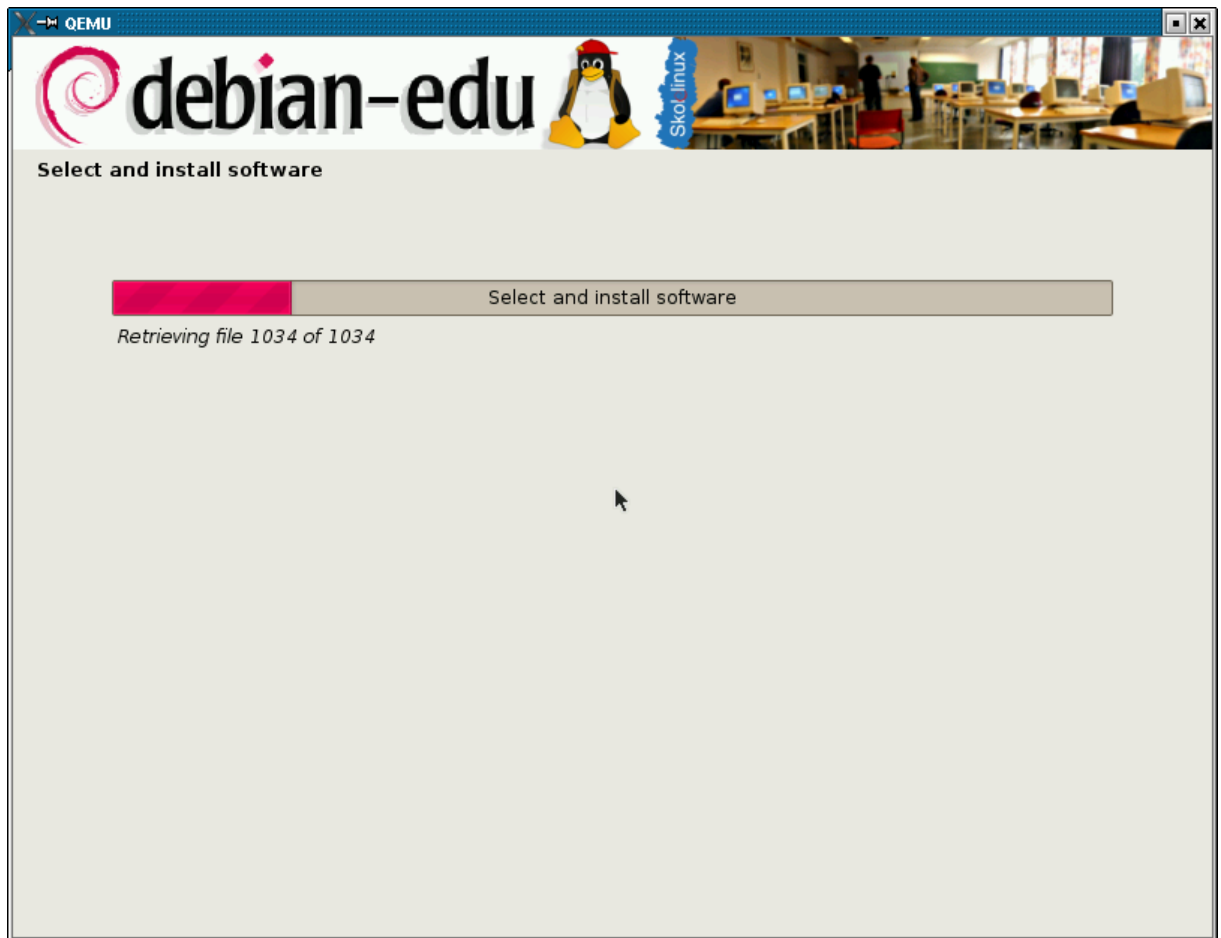 QEMU
debian-edu
Skolelinux
Select and install software
Select and install software
Retrieving file 1034 of 1034